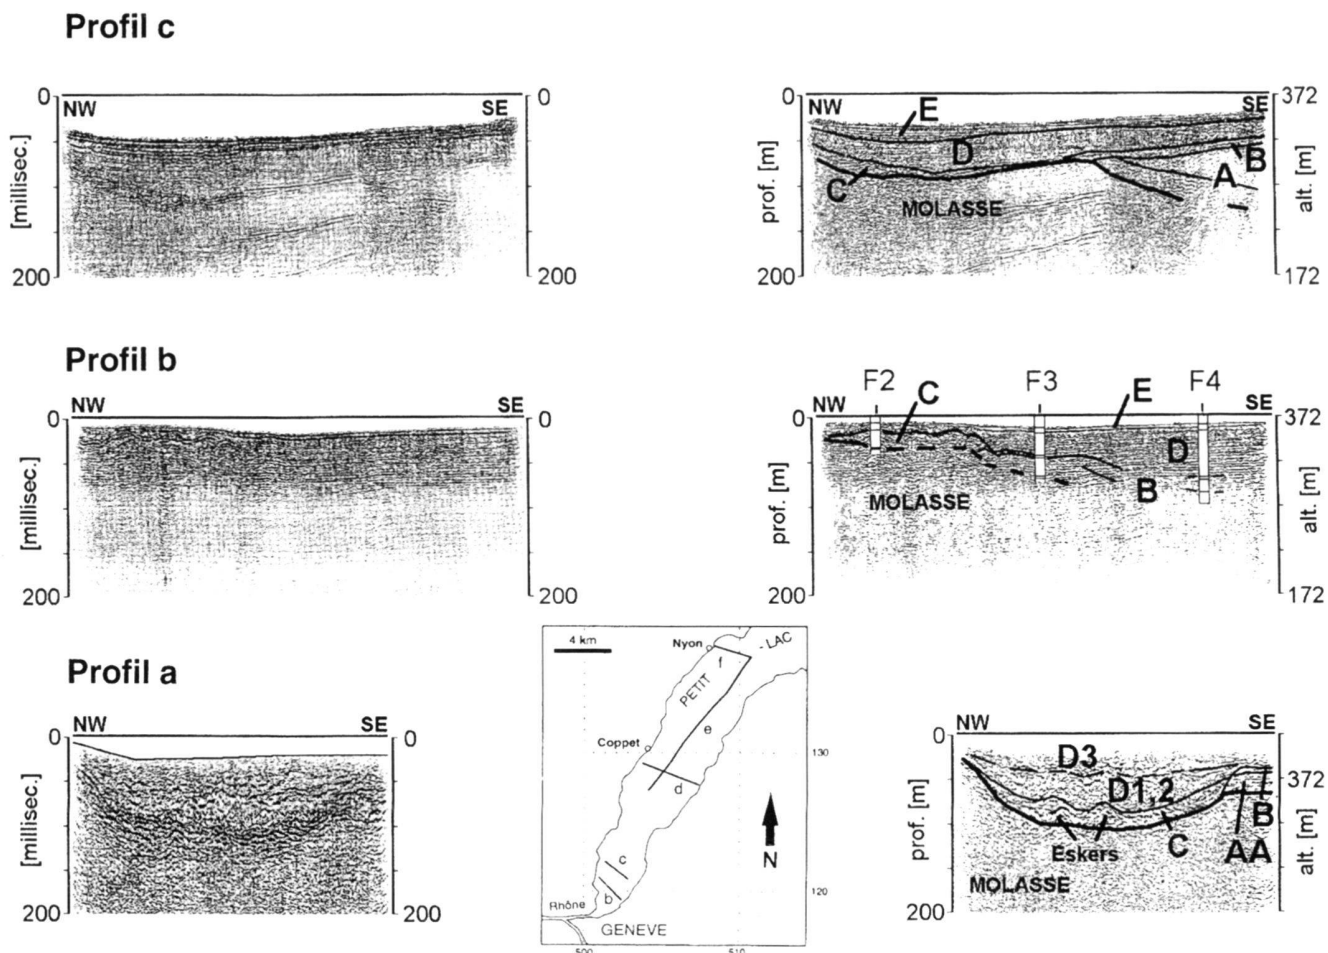 Profil c
0 NW SE 0
[millisec.]
200 200
0 NW SE 372
E
D
B
C A
MOLASSE
prof. [m]
alt. [m]
200 172
Profil b
0 NW SE 0
[millisec.]
200 200
F2 F3 F4
C E
0 NW SE 372
D
B
MOLASSE
prof. [m]
alt. [m]
200 172
Profil a
0 NW SE 0
[millisec.]
200 200
4 km
Nyon
- LAC
f
PETIT
e
Coppet
130
d
c
N
b
120
Rhône
GENEVE
500 510
NW SE
0
D3
372
D1,2
B
Eskers C AA
MOLASSE
prof. [m]
alt. [m]
200